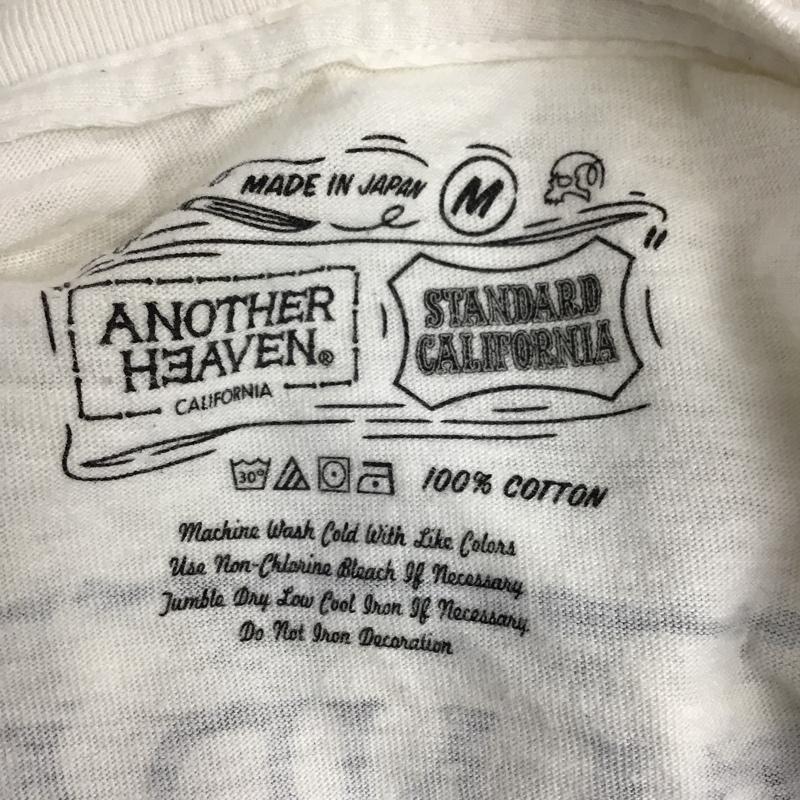 MADE IN JAPAN M
ANOTHER
HEAVEN®
CALIFORNIA
STANDARD
CALIFORNIA
30° 100% COTTON
Machine Wash Cold With Like Colors
Use Non-Chlorine Bleach If Necessary
Tumble Dry Low Cool Iron If Necessary
Do Not Iron Decoration